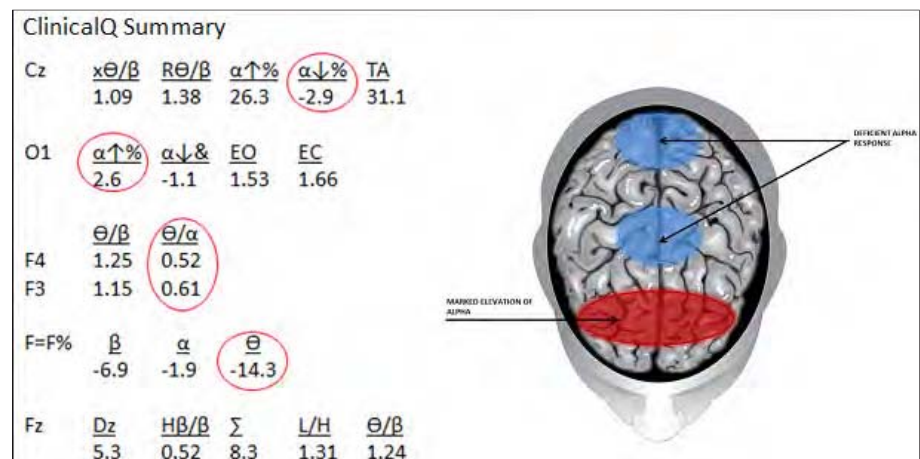 ClinicalQ Summary
Cz xΘ/β RΘ/β α↑% α↓% TA
1.09 1.38 26.3 -2.9 31.1
O1 α↑% α↓& EO EC
2.6 -1.1 1.53 1.66
Θ/β Θ/α
F4 1.25 0.52
F3 1.15 0.61
F=F% β α Θ
-6.9 -1.9 -14.3
Fz Dz Hβ/β Σ L/H Θ/β
5.3 0.52 8.3 1.31 1.24
DEFICIENT ALPHA
RESPONSE
MARKED ELEVATION OF
ALPHA